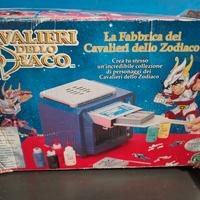 CAVALIERI
DELLO
ZODIACO
La Fabbrica dei
Cavalieri dello Zodiaco
Crea tu stesso
un'incredibile collezione
di personaggi dei
Cavalieri dello Zodiaco